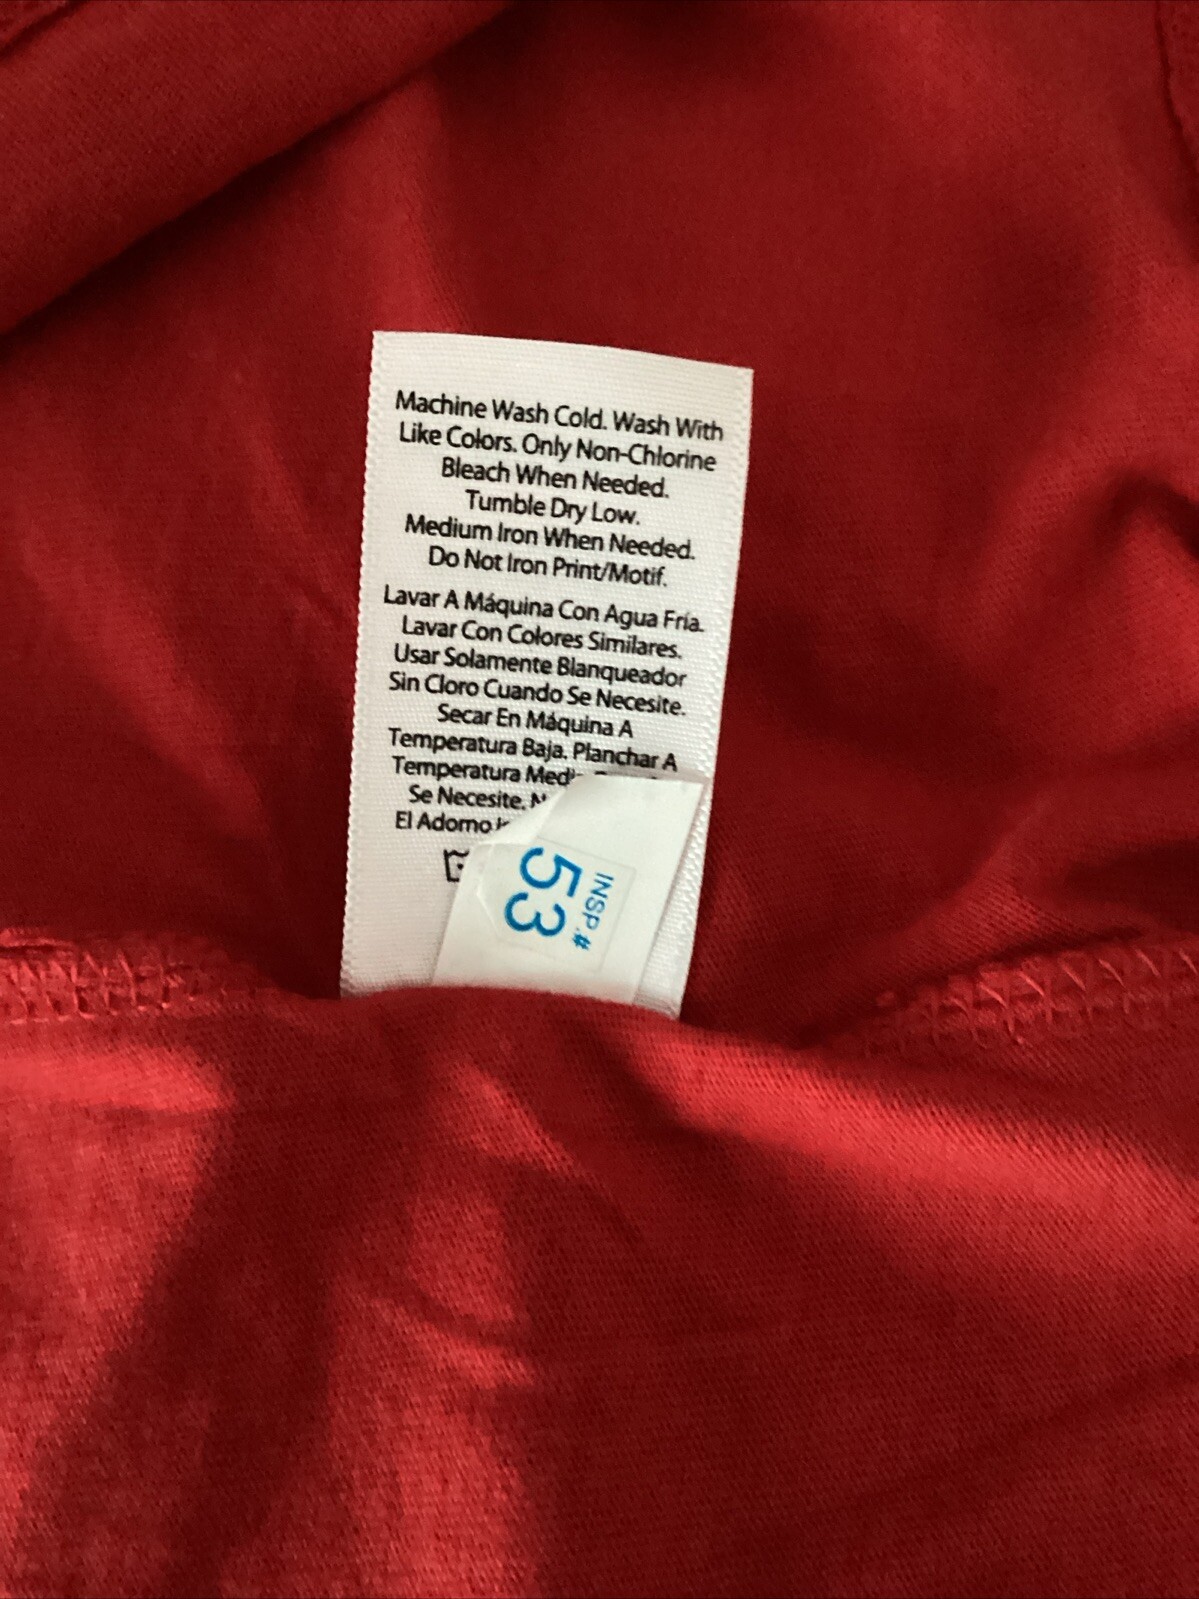 Machine Wash Cold. Wash With
Like Colors. Only Non-Chlorine
Bleach When Needed.
Tumble Dry Low.
Medium Iron When Needed.
Do Not Iron Print/Motif.
Lavar A Máquina Con Agua Fría.
Lavar Con Colores Similares.
Usar Solamente Blanqueador
Sin Cloro Cuando Se Necesite.
Secar En Máquina A
Temperatura Baja. Planchar A
Temperatura
Se Necesite.
El Adorno
INSP.#
53